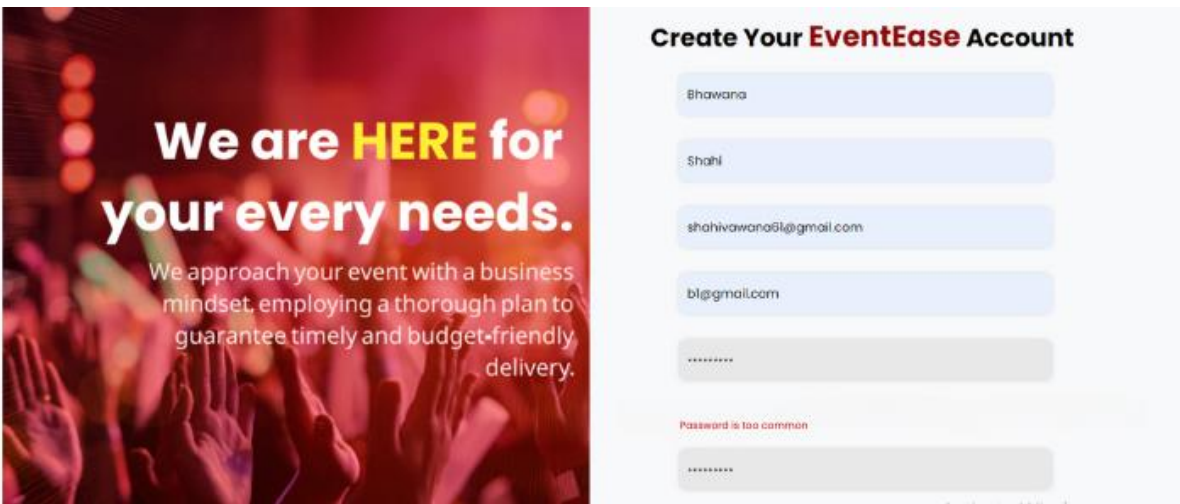 We are HERE for
your every needs.
We approach your event with a business
mindset, employing a thorough plan to
guarantee timely and budget-friendly
delivery.
Create Your EventEase Account
Bhawana
Shahi
shahivawana61@gmail.com
b1@gmail.com
•••••••••
Password is too common
•••••••••